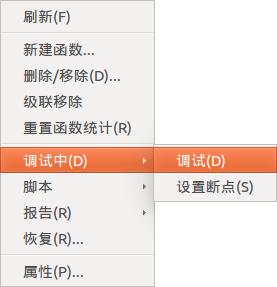 刷新(F)
新建函数...
删除/移除(D)...
级联移除
重置函数统计(R)
调试中(D)
调试(D)
设置断点(S)
脚本
报告(R)
恢复(R)...
属性(P)...